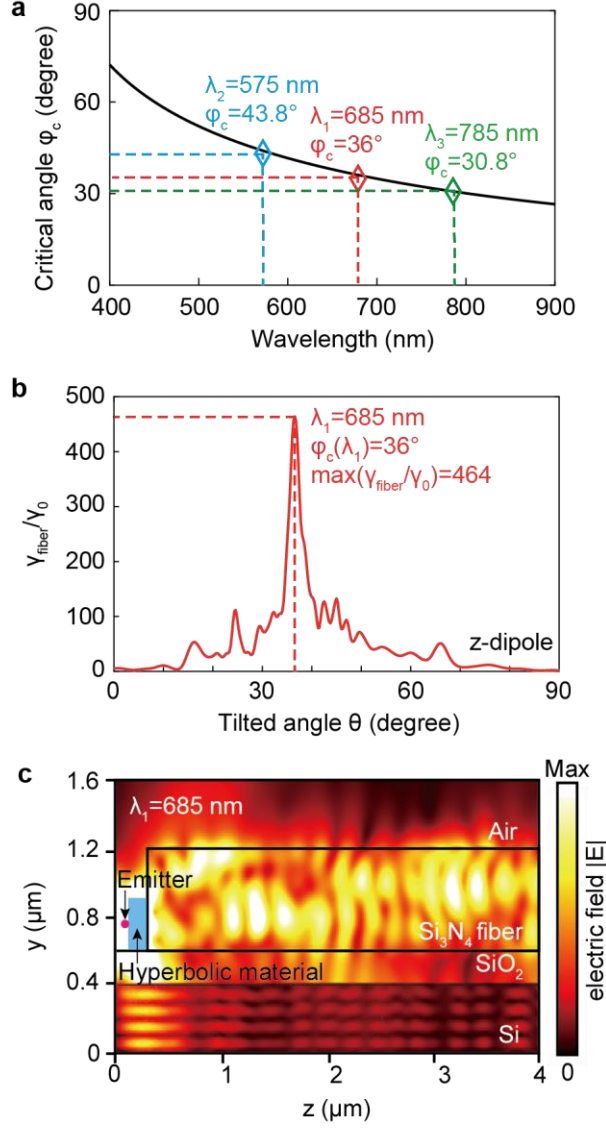 a
90
60
30
0
Critical angle φc (degree)
λ2=575 nm
φc=43.8°
λ1=685 nm
φc=36°
λ3=785 nm
φc=30.8°
400 500 600 700 800 900
Wavelength (nm)
b
500
400
300
200
100
0
γfiber/γ0
λ1=685 nm
φc(λ1)=36°
max(γfiber/γ0)=464
z-dipole
0 30 60 90
Tilted angle θ (degree)
c
1.6
1.2
0.8
0.4
0
y (μm)
λ1=685 nm
Air
Emitter
Si3N4 fiber
Hyperbolic material
SiO2
Si
0 1 2 3 4
z (μm)
Max
electric field |E|
0